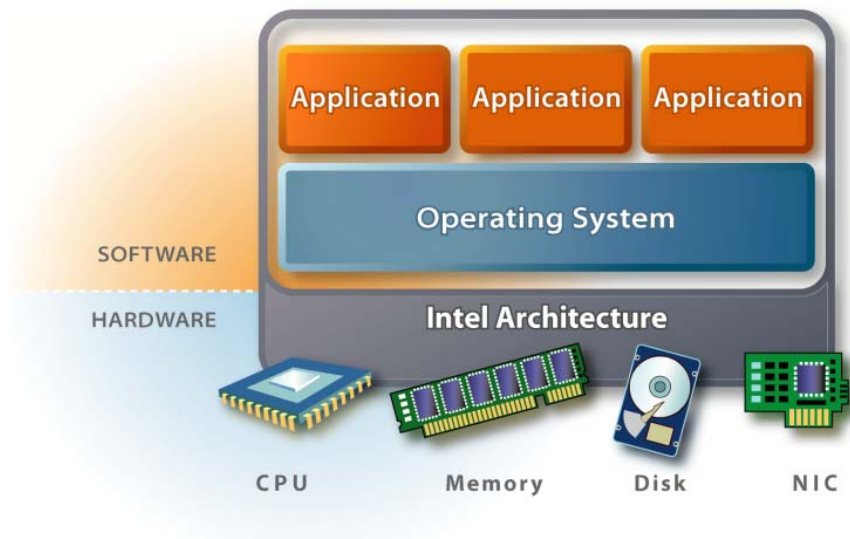 Application Application Application
Operating System
SOFTWARE
HARDWARE
Intel Architecture
CPU Memory Disk NIC